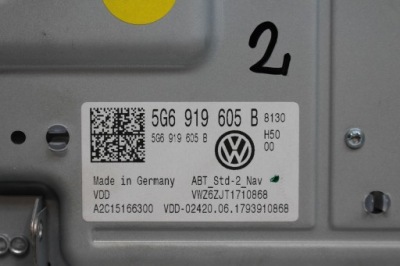 2
5G6 919 605 B 8130
5G6 919 605 B H50
00
Made in Germany ABT_Std-2_Nav
VDD VWZ6ZJT1710868
A2C15166300 VDD-02420.06.1793910868